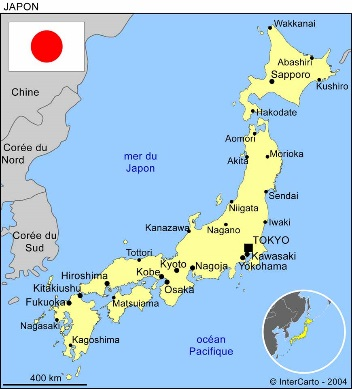 JAPON
Wakkanai
Abashiri
Sapporo
Kushiro
Chine
Hakodate
Corée du
Nord
Aomori
mer du
Japon
Akita
Morioka
Sendai
Corée du
Sud
Niigata
Iwaki
Kanazawa
Nagano
TOKYO
Tottori
Kyoto
Kawasaki
Hiroshima
Kobe
Nagoja
Yokohama
Kitakiushu
Osaka
Fukuoka
Matsuiama
Nagasaki
Kagoshima
océan
Pacifique
400 km
© InterCarto - 2004